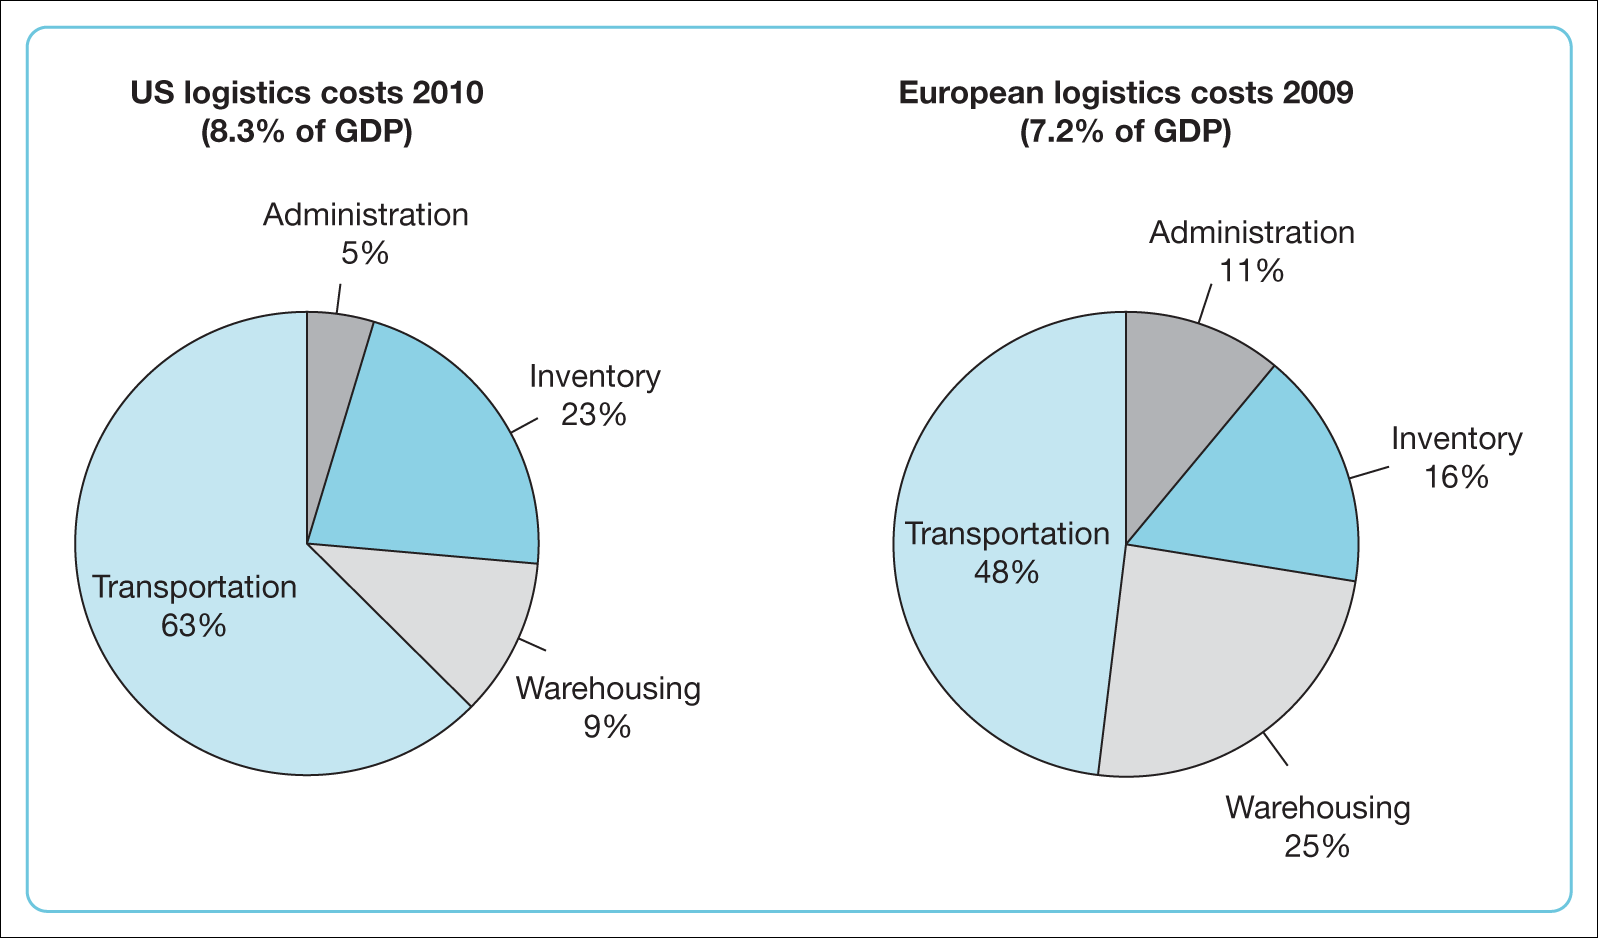 US logistics costs 2010
(8.3% of GDP)
Administration
5%
Inventory
23%
Transportation
63%
Warehousing
9%
European logistics costs 2009
(7.2% of GDP)
Administration
11%
Inventory
16%
Transportation
48%
Warehousing
25%